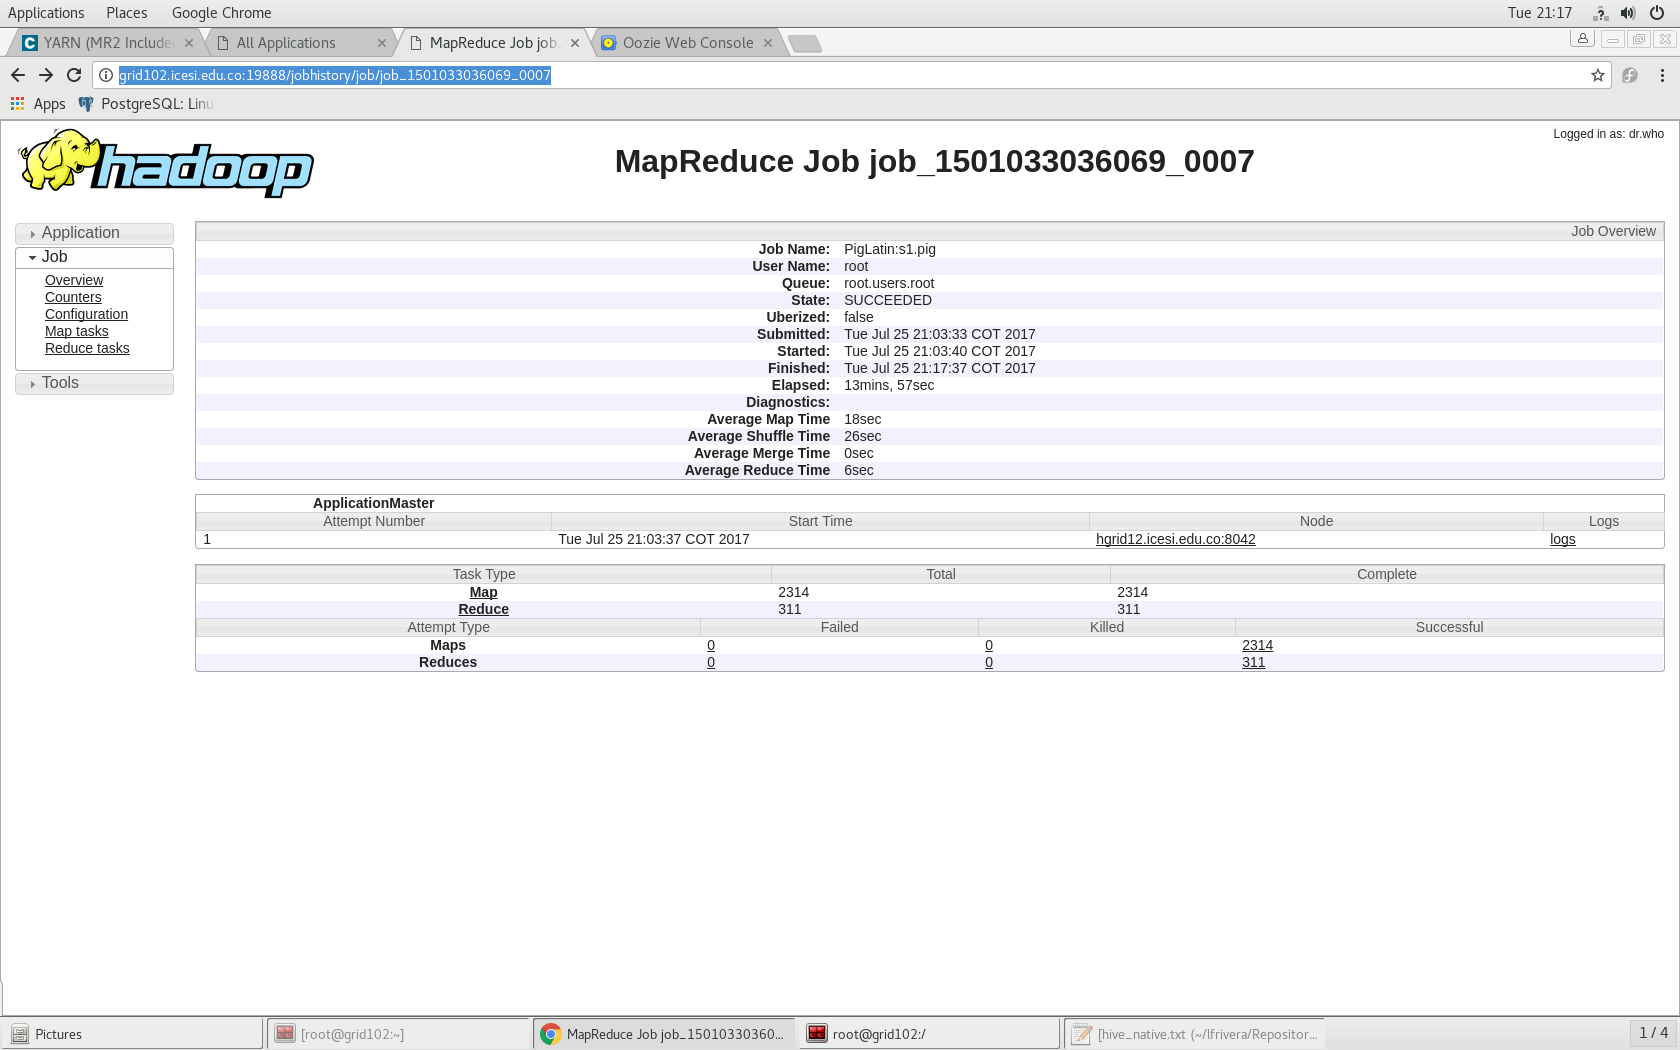 Applications Places Google Chrome Tue 21:17
YARN (MR2 Include All Applications MapReduce Job job_ Oozie Web Console
grid102.icesi.edu.co:19888/jobhistory/job/job_1501033036069_0007
Apps PostgreSQL: Linu
Logged in as: dr.who
hadoop
MapReduce Job job_1501033036069_0007
Application
Job
Overview
Counters
Configuration
Map tasks
Reduce tasks
Tools
Job Overview
Job Name: PigLatin:s1.pig
User Name: root
Queue: root.users.root
State: SUCCEEDED
Uberized: false
Submitted: Tue Jul 25 21:03:33 COT 2017
Started: Tue Jul 25 21:03:40 COT 2017
Finished: Tue Jul 25 21:17:37 COT 2017
Elapsed: 13mins, 57sec
Diagnostics:
Average Map Time 18sec
Average Shuffle Time 26sec
Average Merge Time 0sec
Average Reduce Time 6sec
ApplicationMaster
Attempt Number Start Time Node Logs
1 Tue Jul 25 21:03:37 COT 2017 hgrid12.icesi.edu.co:8042 logs
Task Type Total Complete
Map 2314 2314
Reduce 311 311
Attempt Type Failed Killed Successful
Maps 0 0 2314
Reduces 0 0 311
Pictures [root@grid102:~] MapReduce Job job_15010330360... root@grid102:/ [hive_native.txt (~/lfrivera/Repositor... 1 / 4